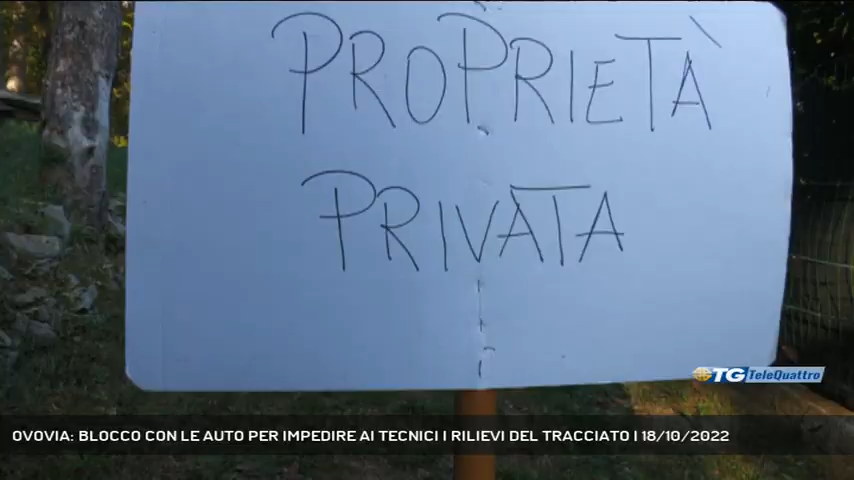 PROPRIETÀ
PRIVATA
TG TeleQuattro
OVOVIA: BLOCCO CON LE AUTO PER IMPEDIRE AI TECNICI I RILIEVI DEL TRACCIATO | 18/10/2022